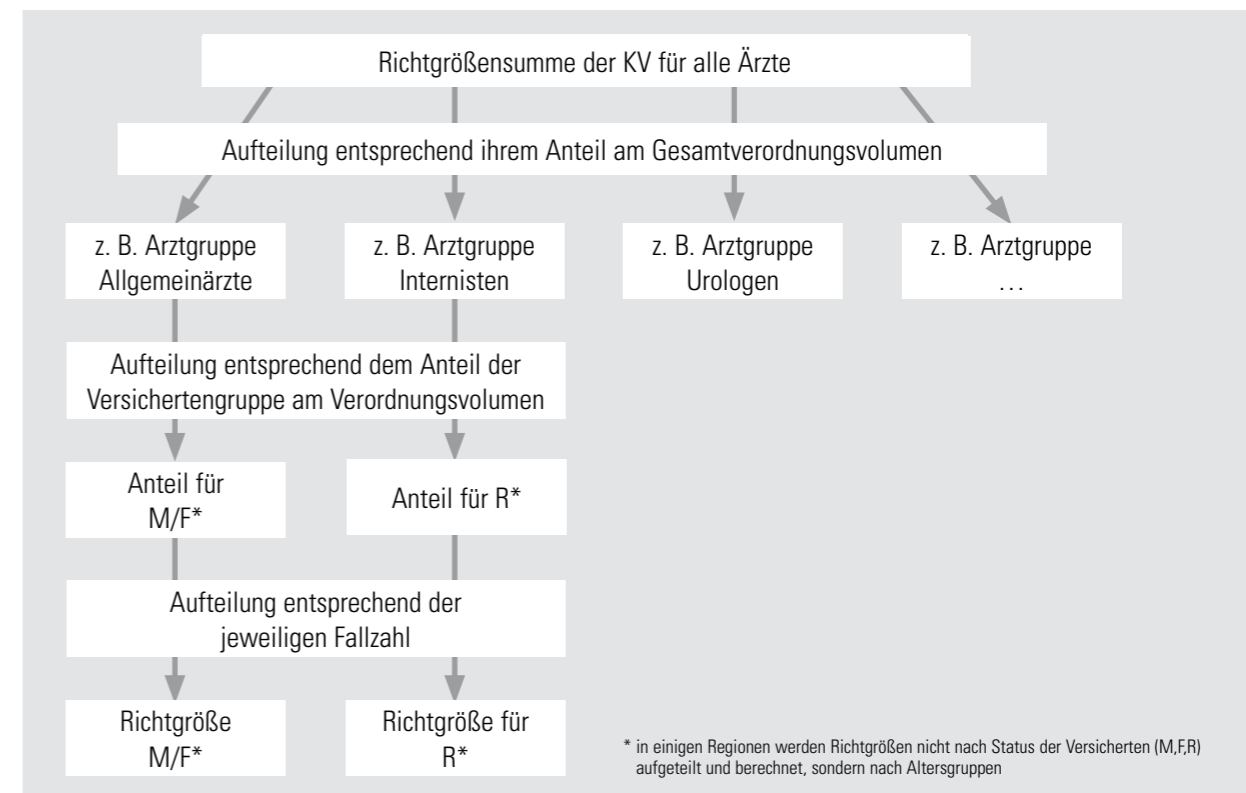 Richtgrößensumme der KV für alle Ärzte
Aufteilung entsprechend ihrem Anteil am Gesamtverordnungsvolumen
z. B. Arztgruppe
Allgemeinärzte
z. B. Arztgruppe
Internisten
z. B. Arztgruppe
Urologen
z. B. Arztgruppe
…
Aufteilung entsprechend dem Anteil der
Versichertengruppe am Verordnungsvolumen
Anteil für
M/F*
Anteil für R*
Aufteilung entsprechend der
jeweiligen Fallzahl
Richtgröße
M/F*
Richtgröße für
R*
* in einigen Regionen werden Richtgrößen nicht nach Status der Versicherten (M,F,R)
aufgeteilt und berechnet, sondern nach Altersgruppen